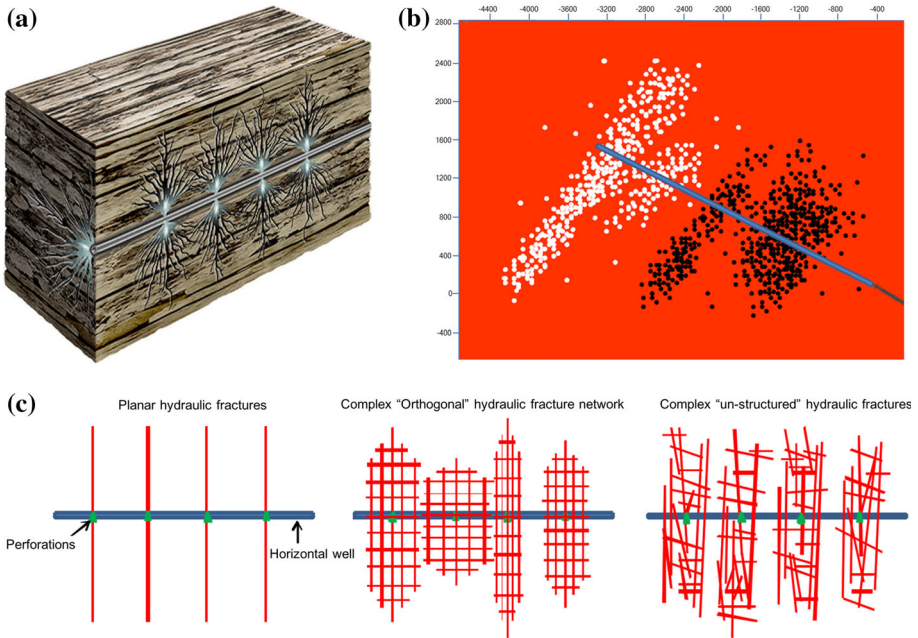 (a)
(b)
-4400 -4000 -3600 -3200 -2800 -2400 -2000 -1600 -1200 -800 -400
2800
2400
2000
1600
1200
800
400
0
-400
(c)
Planar hydraulic fractures
Complex “Orthogonal” hydraulic fracture network
Complex “un-structured” hydraulic fractures
Perforations
Horizontal well